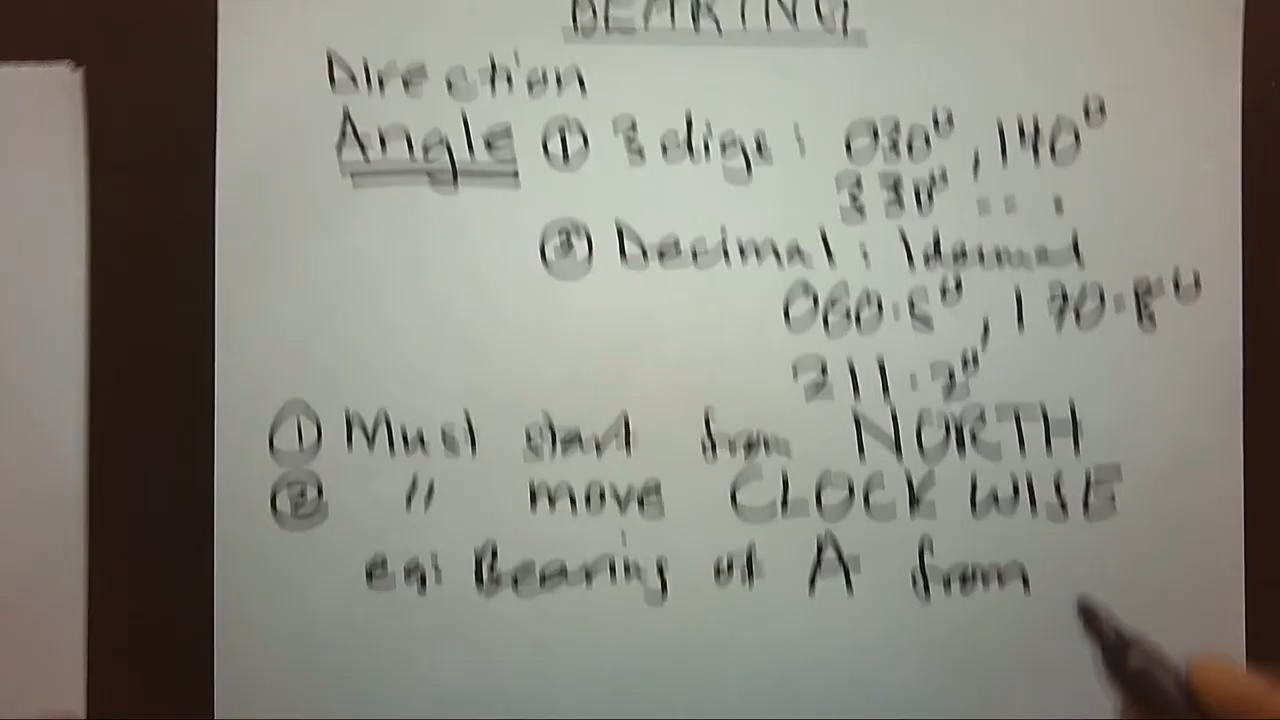 BEARING
Direction
Angle ① 3 digit : 030°, 140°
330° ...
② Decimal : 1 decimal
060.5°, 170.8°
211.2°
① Must start from NORTH
② " move CLOCKWISE
eg: Bearing of A from